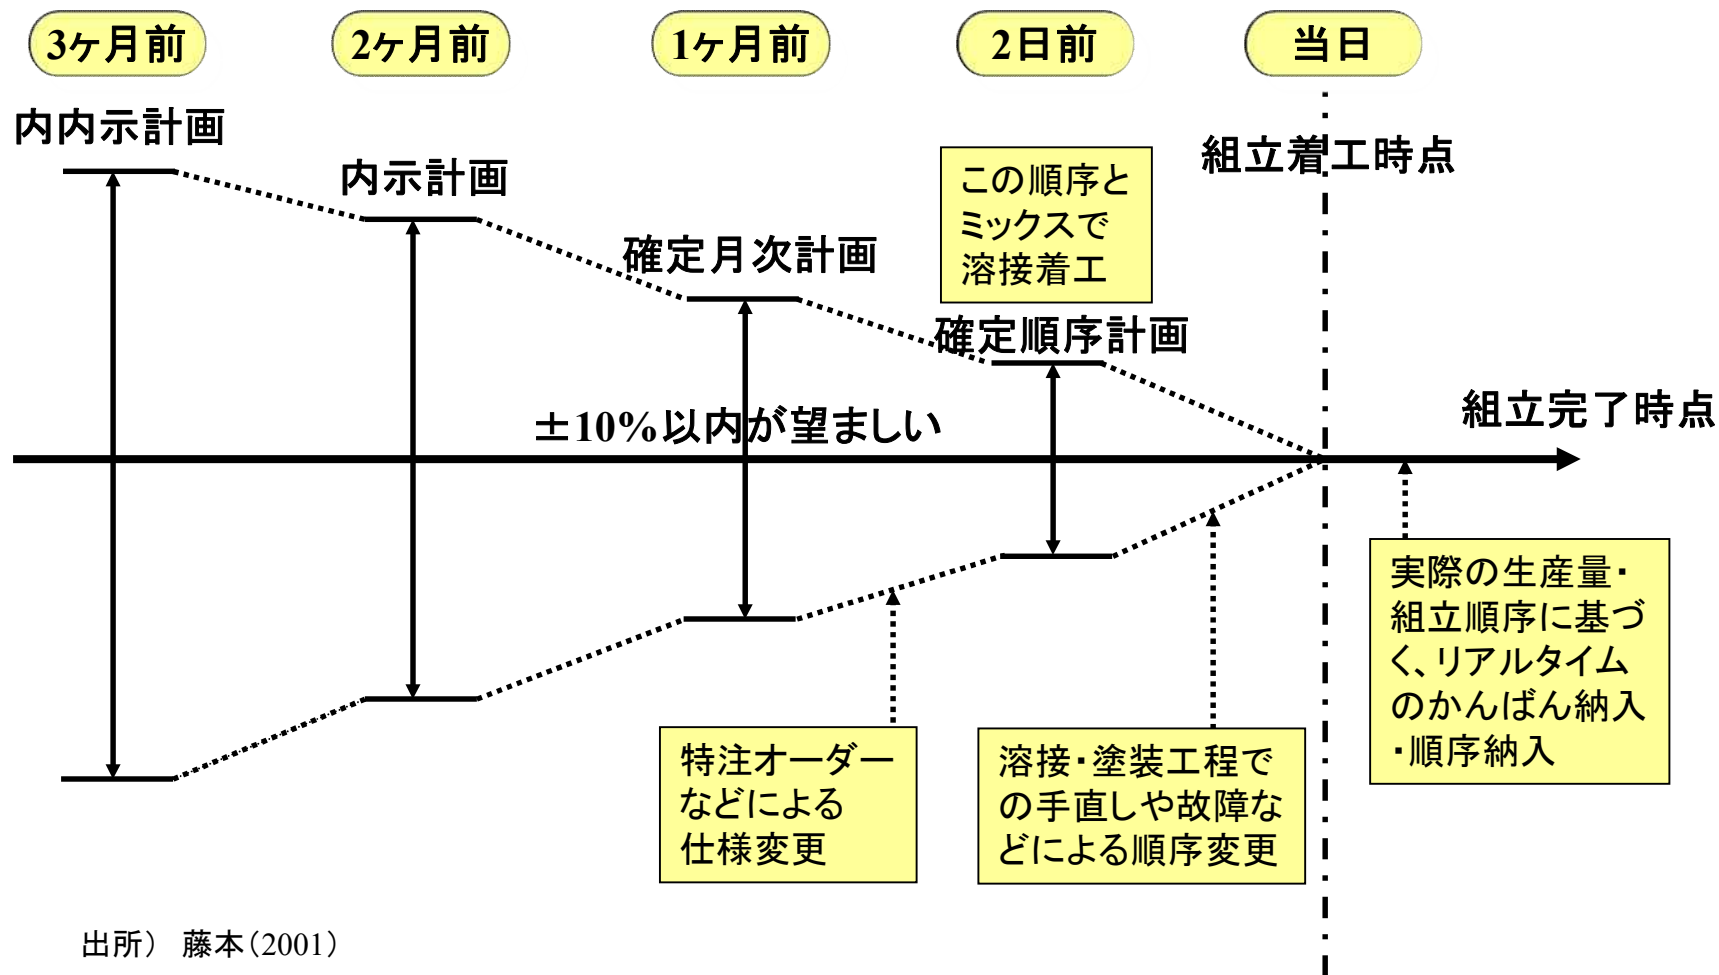 3ヶ月前
2ヶ月前
1ヶ月前
2日前
当日
内内示計画
内示計画
確定月次計画
この順序と
ミックスで
溶接着工
確定順序計画
組立着工時点
±10%以内が望ましい
組立完了時点
特注オーダー
などによる
仕様変更
溶接・塗装工程で
の手直しや故障な
どによる順序変更
実際の生産量・
組立順序に基づ
く、リアルタイム
のかんばん納入
・順序納入
出所） 藤本（2001）